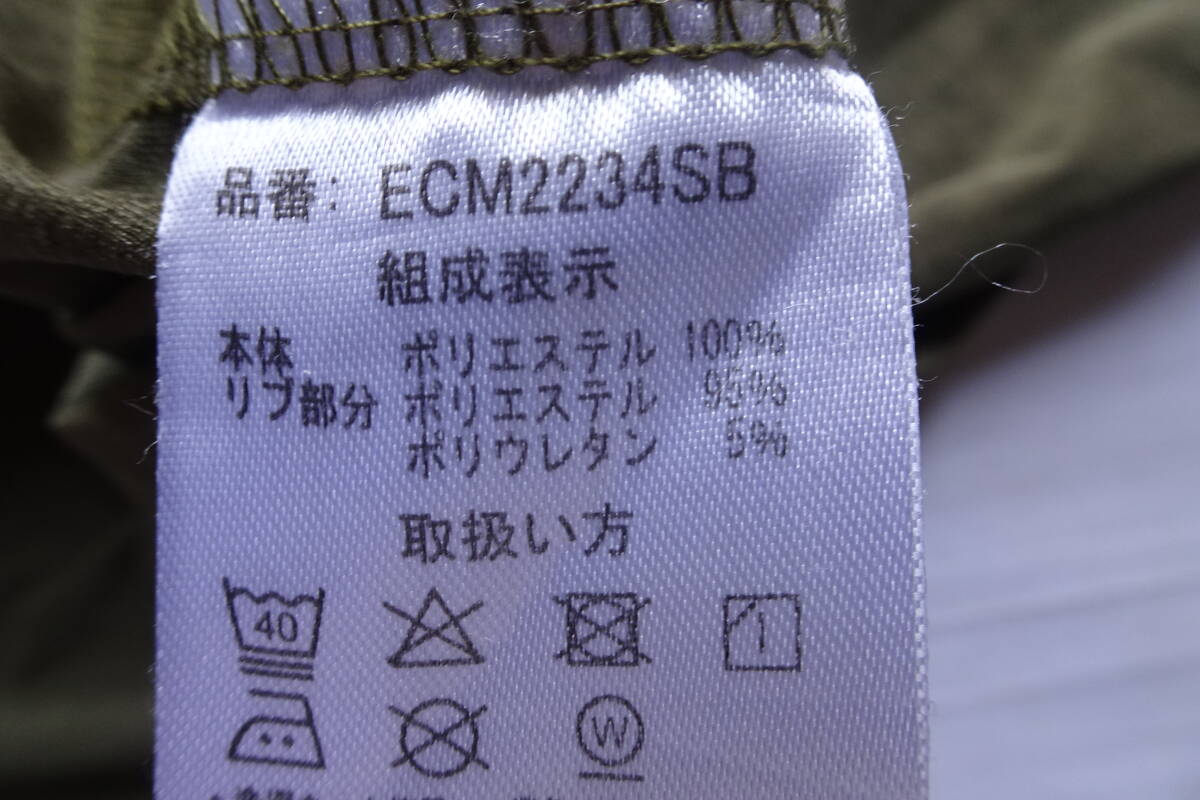 品番: ECM2234SB
組成表示
本体 ポリエステル 100%
リブ部分 ポリエステル 95%
ポリウレタン 5%
取扱い方
40
W